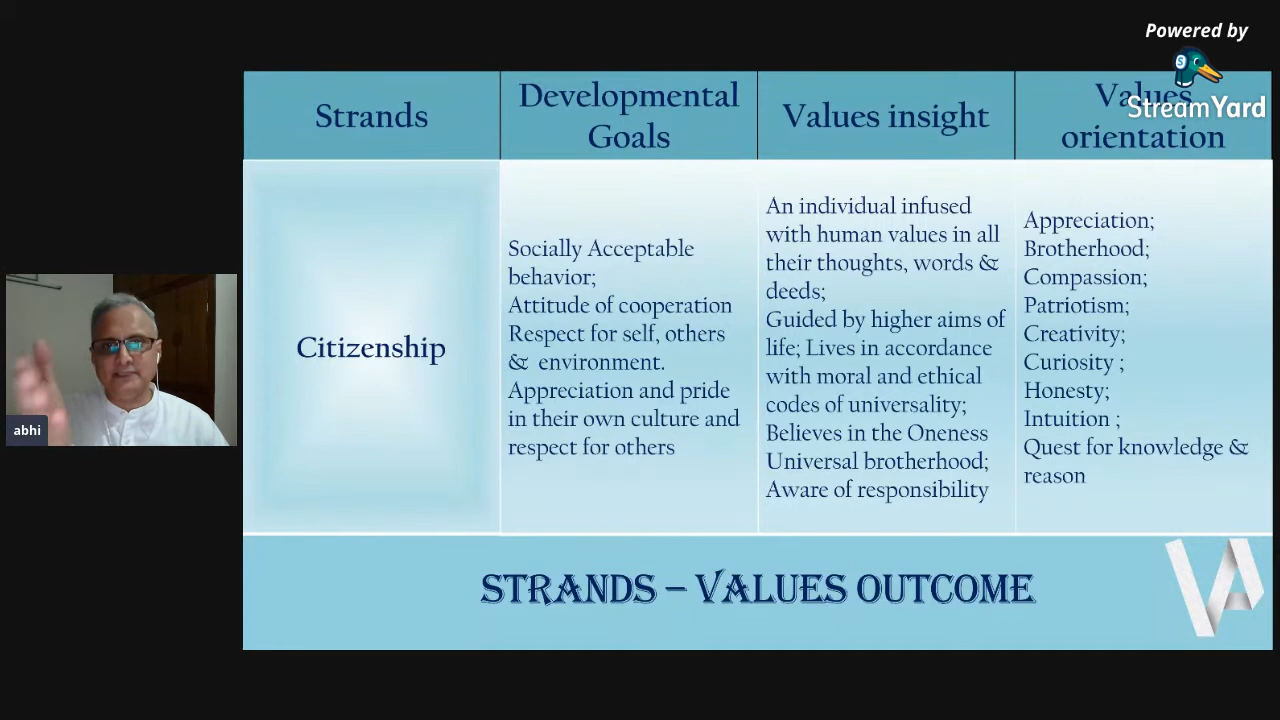 Powered by
StreamYard
Strands
Developmental
Goals
Values insight
Values
orientation
Citizenship
Socially Acceptable
behavior;
Attitude of cooperation
Respect for self, others
& environment.
Appreciation and pride
in their own culture and
respect for others
An individual infused
with human values in all
their thoughts, words &
deeds;
Guided by higher aims of
life; Lives in accordance
with moral and ethical
codes of universality;
Believes in the Oneness
Universal brotherhood;
Aware of responsibility
Appreciation;
Brotherhood;
Compassion;
Patriotism;
Creativity;
Curiosity ;
Honesty;
Intuition ;
Quest for knowledge &
reason
abhi
STRANDS – VALUES OUTCOME
VA